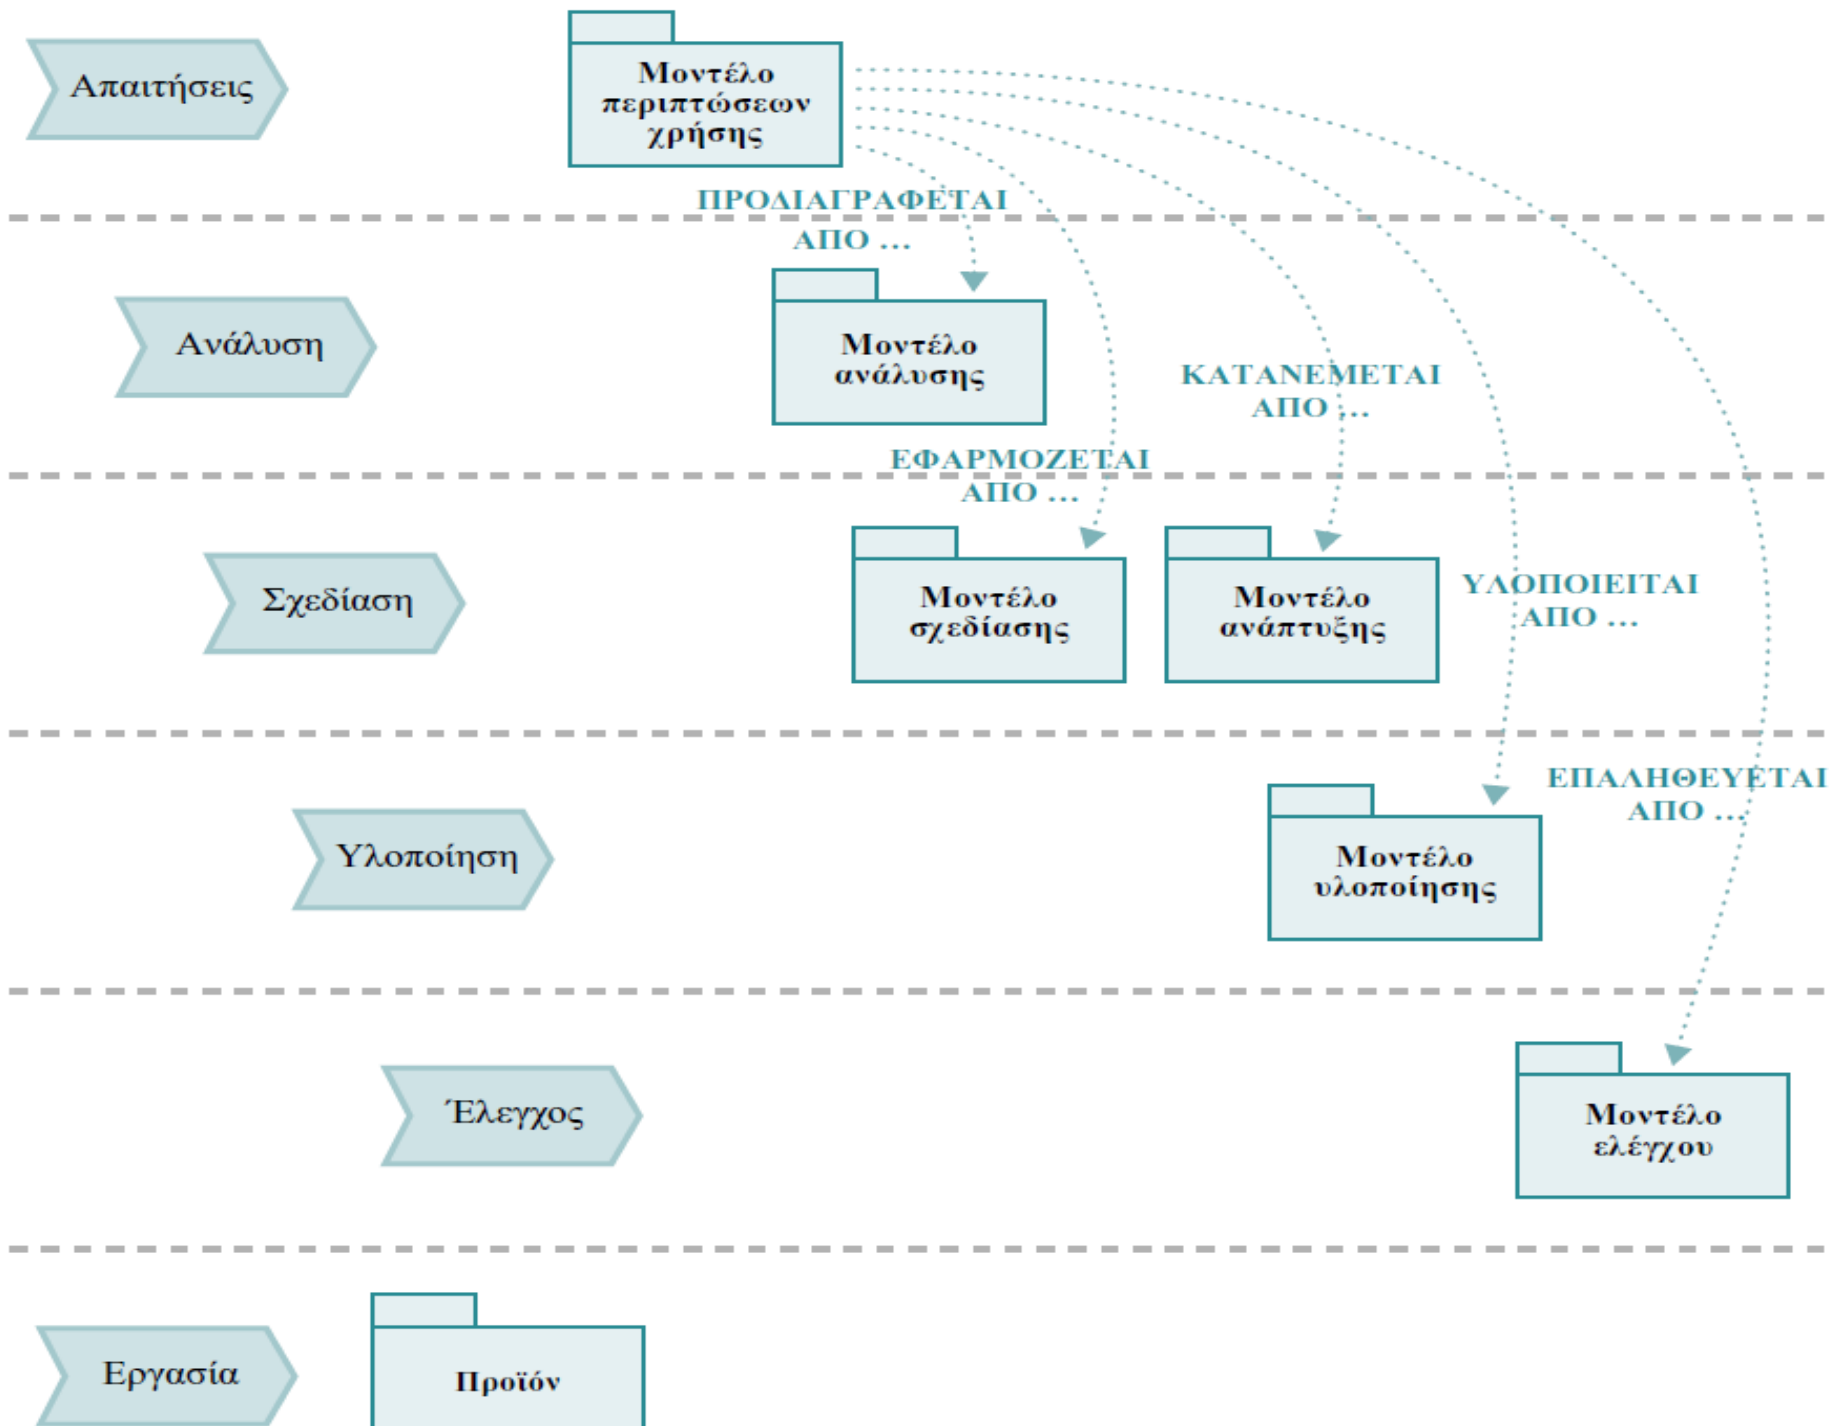 Απαιτήσεις
Μοντέλο
περιπτώσεων
χρήσης
ΠΡΟΔΙΑΓΡΑΦΕΤΑΙ
ΑΠΟ ...
Ανάλυση
Μοντέλο
ανάλυσης
ΚΑΤΑΝΕΜΕΤΑΙ
ΑΠΟ ...
ΕΦΑΡΜΟΖΕΤΑΙ
ΑΠΟ ...
Σχεδίαση
Μοντέλο
σχεδίασης
Μοντέλο
ανάπτυξης
ΥΛΟΠΟΙΕΙΤΑΙ
ΑΠΟ ...
ΕΠΑΛΗΘΕΥΕΤΑΙ
ΑΠΟ ...
Υλοποίηση
Μοντέλο
υλοποίησης
Έλεγχος
Μοντέλο
ελέγχου
Εργασία
Προϊόν